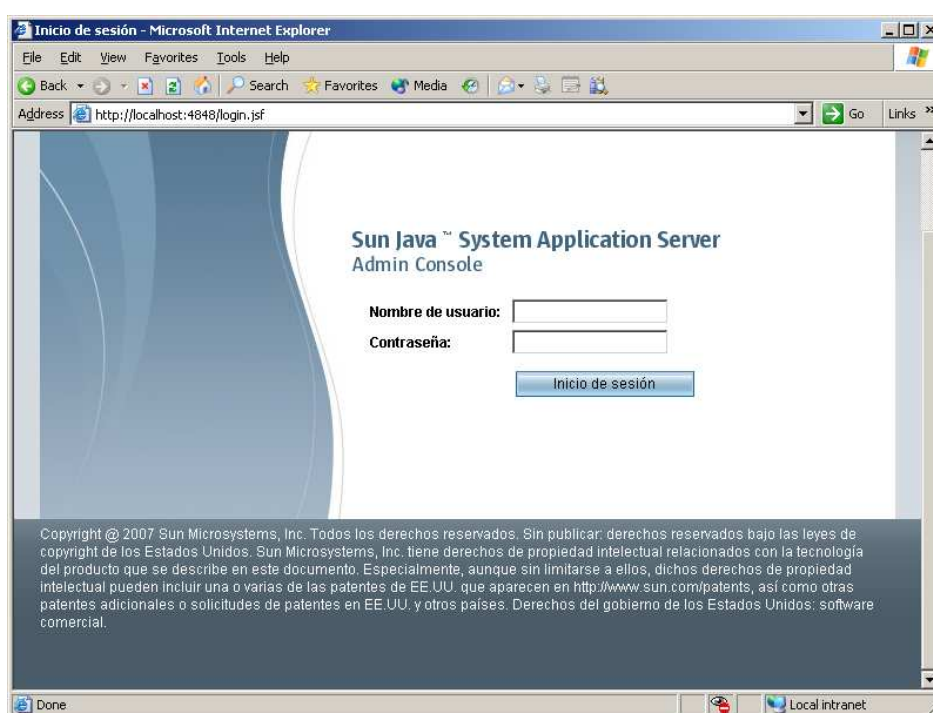 Inicio de sesión - Microsoft Internet Explorer
File Edit View Favorites Tools Help
Back Search Favorites Media
Address http://localhost:4848/login.jsf Go Links »
Sun Java ™ System Application Server
Admin Console
Nombre de usuario:
Contraseña:
Inicio de sesión
Copyright @ 2007 Sun Microsystems, Inc. Todos los derechos reservados. Sin publicar: derechos reservados bajo las leyes de
copyright de los Estados Unidos. Sun Microsystems, Inc. tiene derechos de propiedad intelectual relacionados con la tecnología
del producto que se describe en este documento. Especialmente, aunque sin limitarse a ellos, dichos derechos de propiedad
intelectual pueden incluir una o varias de las patentes de EE.UU. que aparecen en http://www.sun.com/patents, así como otras
patentes adicionales o solicitudes de patentes en EE.UU. y otros países. Derechos del gobierno de los Estados Unidos: software
comercial.
Done Local intranet